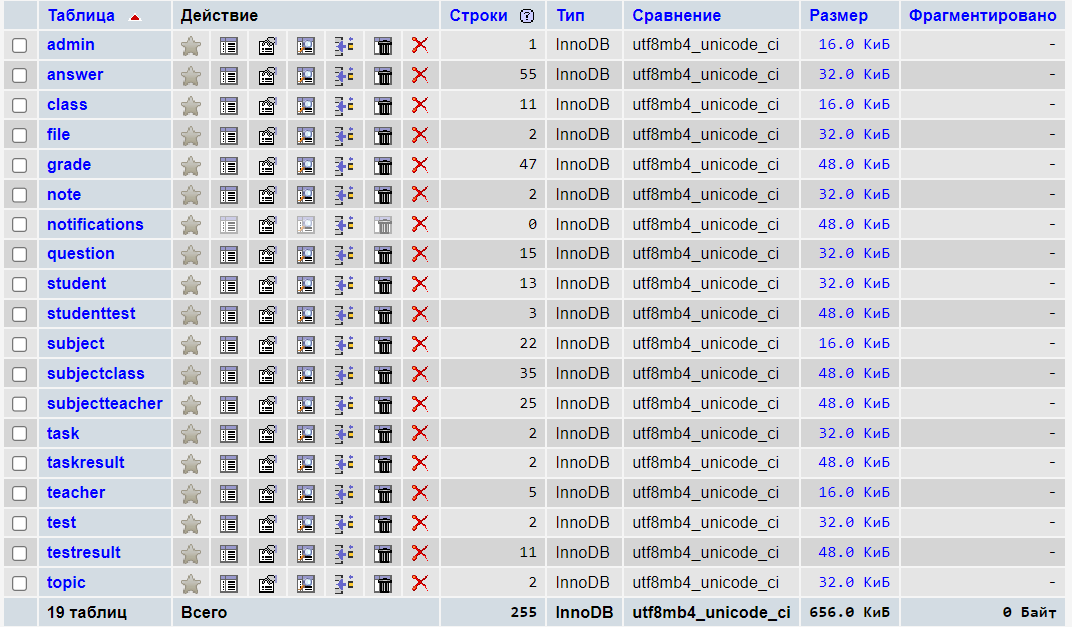 Таблица Действие Строки Тип Сравнение Размер Фрагментировано
admin 1 InnoDB utf8mb4_unicode_ci 16.0 КиБ -
answer 55 InnoDB utf8mb4_unicode_ci 32.0 КиБ -
class 11 InnoDB utf8mb4_unicode_ci 16.0 КиБ -
file 2 InnoDB utf8mb4_unicode_ci 32.0 КиБ -
grade 47 InnoDB utf8mb4_unicode_ci 48.0 КиБ -
note 2 InnoDB utf8mb4_unicode_ci 32.0 КиБ -
notifications 0 InnoDB utf8mb4_unicode_ci 48.0 КиБ -
question 15 InnoDB utf8mb4_unicode_ci 32.0 КиБ -
student 13 InnoDB utf8mb4_unicode_ci 32.0 КиБ -
studenttest 3 InnoDB utf8mb4_unicode_ci 48.0 КиБ -
subject 22 InnoDB utf8mb4_unicode_ci 16.0 КиБ -
subjectclass 35 InnoDB utf8mb4_unicode_ci 48.0 КиБ -
subjectteacher 25 InnoDB utf8mb4_unicode_ci 48.0 КиБ -
task 2 InnoDB utf8mb4_unicode_ci 32.0 КиБ -
taskresult 2 InnoDB utf8mb4_unicode_ci 48.0 КиБ -
teacher 5 InnoDB utf8mb4_unicode_ci 16.0 КиБ -
test 2 InnoDB utf8mb4_unicode_ci 32.0 КиБ -
testresult 11 InnoDB utf8mb4_unicode_ci 48.0 КиБ -
topic 2 InnoDB utf8mb4_unicode_ci 32.0 КиБ -
19 таблиц Всего 255 InnoDB utf8mb4_unicode_ci 656.0 КиБ 0 Байт